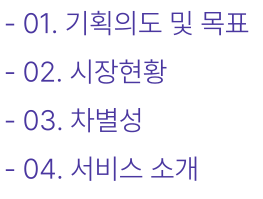 - 01. 기획의도 및 목표
- 02. 시장현황
- 03. 차별성
- 04. 서비스 소개